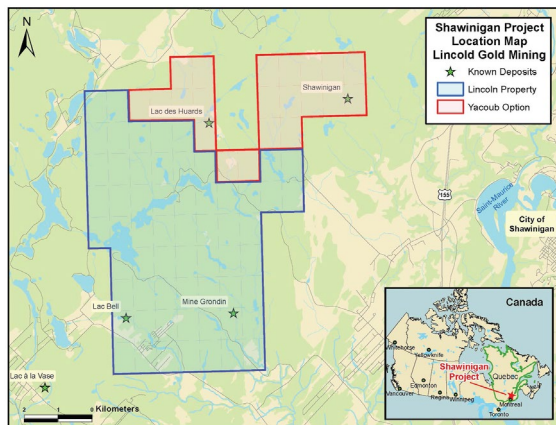 N
Shawinigan Project
Location Map
Lincold Gold Mining
Known Deposits
Lincoln Property
Yacoub Option
Shawinigan
Lac des Huards
155
Saint-Maurice
River
City of
Shawinigan
Lac Bell
Mine Grondin
Lac à la Vase
2 1 0
Kilometers
Canada
Whitehorse
Yellowknife
Shawinigan
Project
Quebec
Edmonton
Vancouver
Regina
Winnipeg
Montreal
Toronto